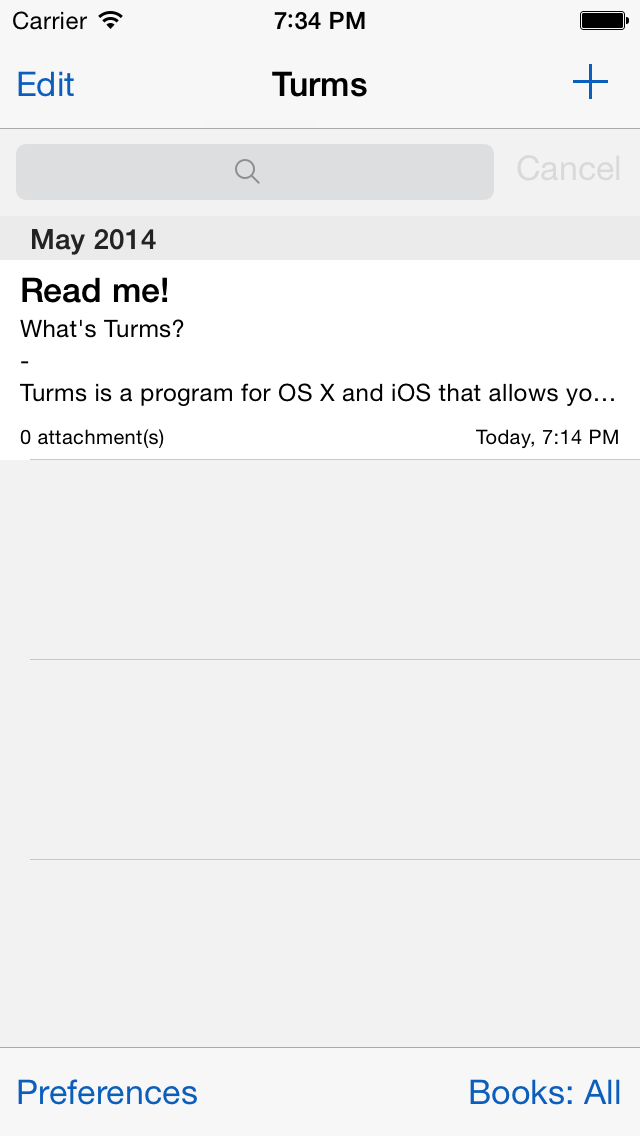 Carrier 7:34 PM
Edit Turms
Cancel
May 2014
Read me!
What's Turms?
-
Turms is a program for OS X and iOS that allows yo...
0 attachment(s) Today, 7:14 PM
Preferences Books: All